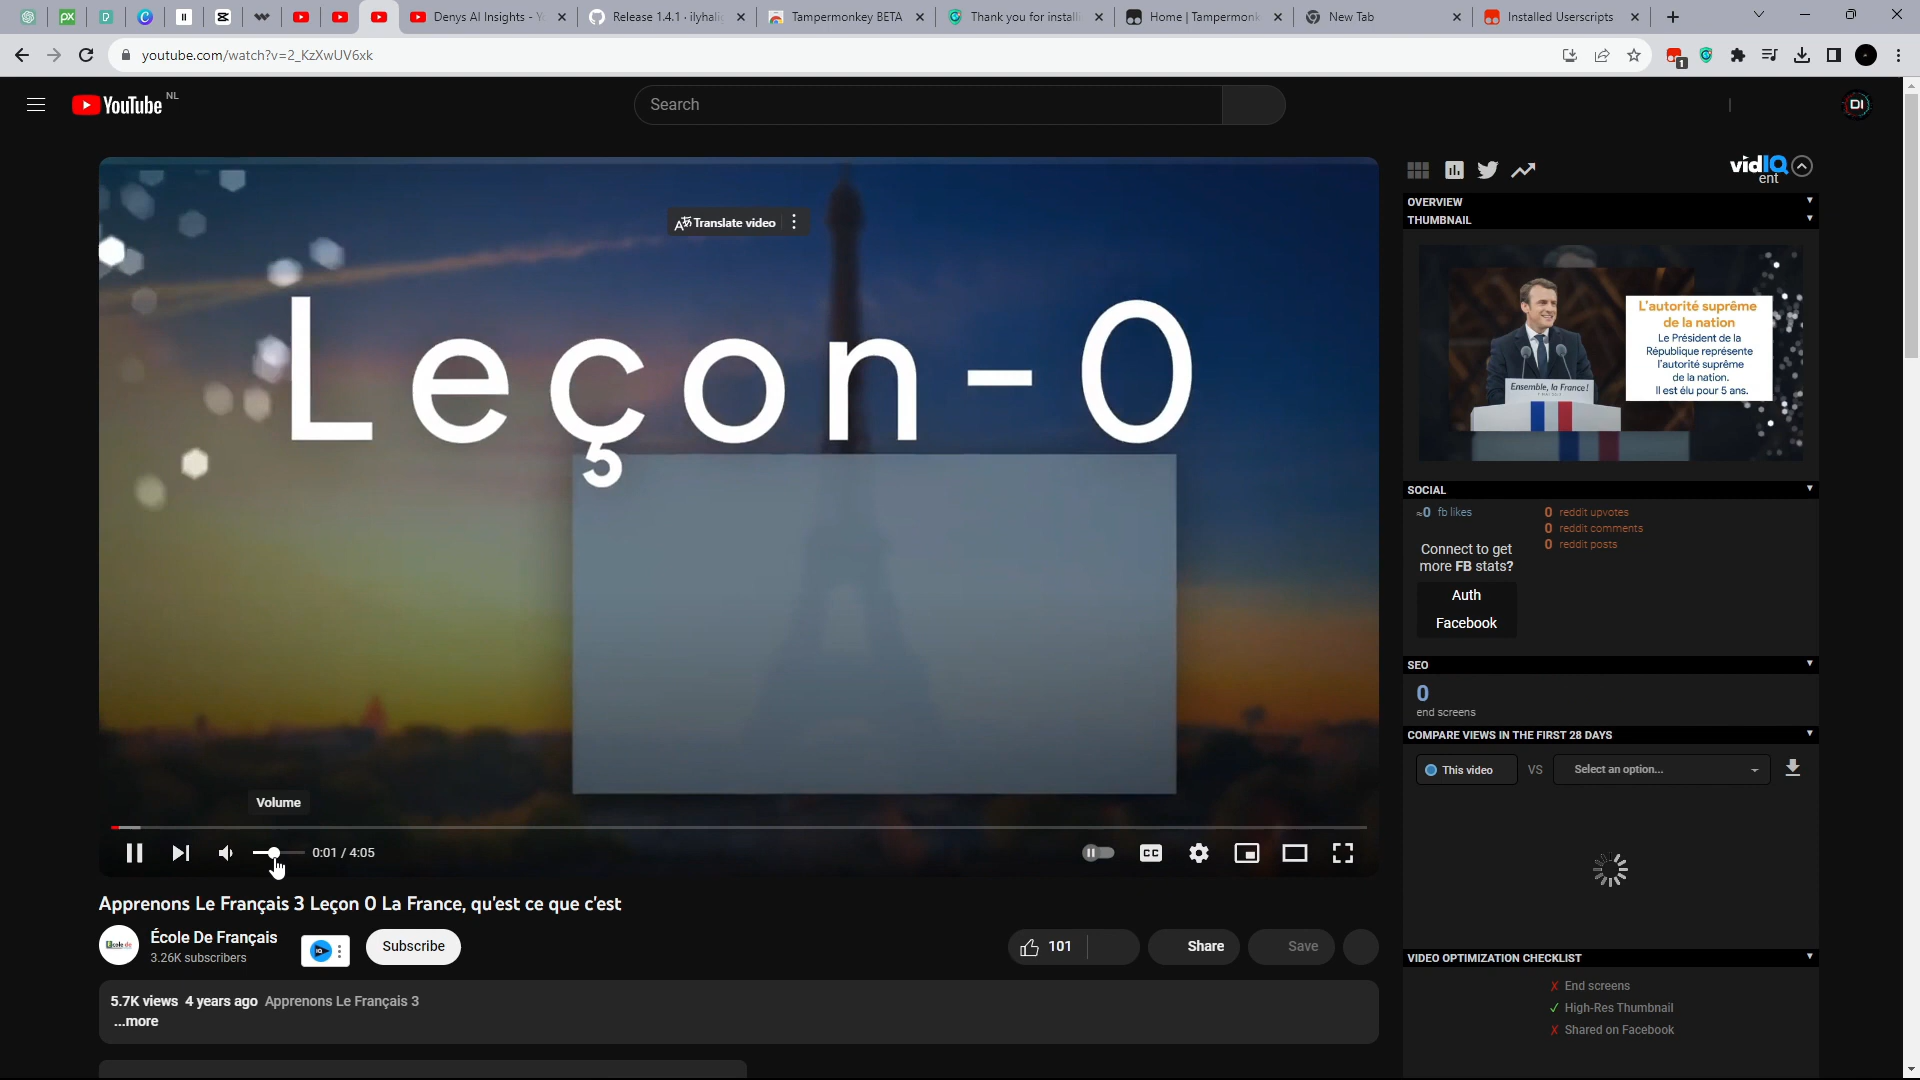 Denys AI Insights - Y
Release 1.4.1 · ilyhalig
Tampermonkey BETA
Thank you for install
Home | Tampermonk
New Tab
Installed Userscripts
youtube.com/watch?v=2_KzXwUV6xk
1
YouTube NL
Search
DI
Translate video
Leçon-0
Volume
0:01 / 4:05
CC
Apprenons Le Français 3 Leçon 0 La France, qu'est ce que c'est
École De Français
3.26K subscribers
Subscribe
101
Share
Save
5.7K views 4 years ago Apprenons Le Français 3
...more
vidIQ
ent
OVERVIEW
THUMBNAIL
L'autorité suprême
de la nation
Le Président de la
République représente
l'autorité suprême
de la nation.
Il est élu pour 5 ans.
Ensemble, la France!
SOCIAL
≈0 fb likes
0 reddit upvotes
0 reddit comments
0 reddit posts
Connect to get
more FB stats?
Auth
Facebook
SEO
0
end screens
COMPARE VIEWS IN THE FIRST 28 DAYS
This video VS Select an option...
VIDEO OPTIMIZATION CHECKLIST
✗ End screens
✓ High-Res Thumbnail
✗ Shared on Facebook